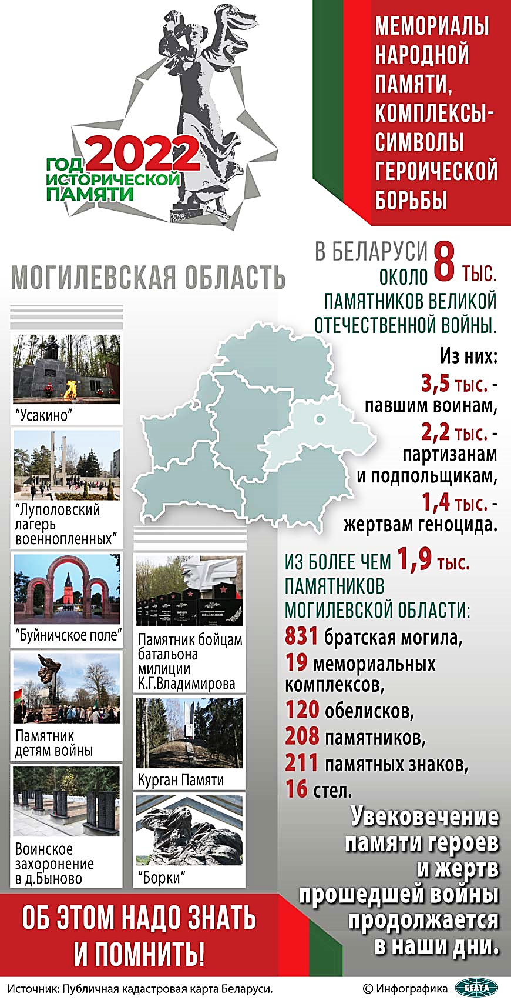 МЕМОРИАЛЫ
НАРОДНОЙ
ПАМЯТИ,
КОМПЛЕКСЫ-
СИМВОЛЫ
ГЕРОИЧЕСКОЙ
БОРЬБЫ
ГОД 2022
ИСТОРИЧЕСКОЙ
ПАМЯТИ
МОГИЛЕВСКАЯ ОБЛАСТЬ
В БЕЛАРУСИ
ОКОЛО 8 ТЫС.
ПАМЯТНИКОВ ВЕЛИКОЙ
ОТЕЧЕСТВЕННОЙ ВОЙНЫ.
Из них:
3,5 тыс. -
павшим воинам,
2,2 тыс. -
партизанам
и подпольщикам,
1,4 тыс. -
жертвам геноцида.
ИЗ БОЛЕЕ ЧЕМ 1,9 ТЫС.
ПАМЯТНИКОВ
МОГИЛЕВСКОЙ ОБЛАСТИ:
831 братская могила,
19 мемориальных
комплексов,
120 обелисков,
208 памятников,
211 памятных знаков,
16 стел.
Увековечение
памяти героев
и жертв
прошедшей войны
продолжается
в наши дни.
"Усакино"
"Луполовский
лагерь
военнопленных"
"Буйничское поле"
Памятник
детям войны
Воинское
захоронение
в д.Быново
Памятник бойцам
батальона
милиции
К.Г.Владимирова
Курган Памяти
"Борки"
ОБ ЭТОМ НАДО ЗНАТЬ
И ПОМНИТЬ!
Источник: Публичная кадастровая карта Беларуси.
© Инфографика БЕЛТА